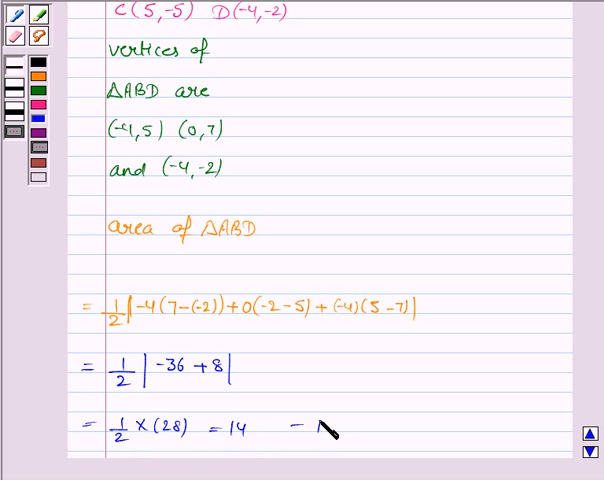 C(5,-5) D(-4,-2)
vertices of
ΔABD are
(-4,5) (0,7)
and (-4,-2)
area of ΔABD
= 1/2 |-4(7-(-2))+0(-2-5)+(-4)(5-7)|
= 1/2 |-36 +8|
= 1/2 × (28) = 14 -